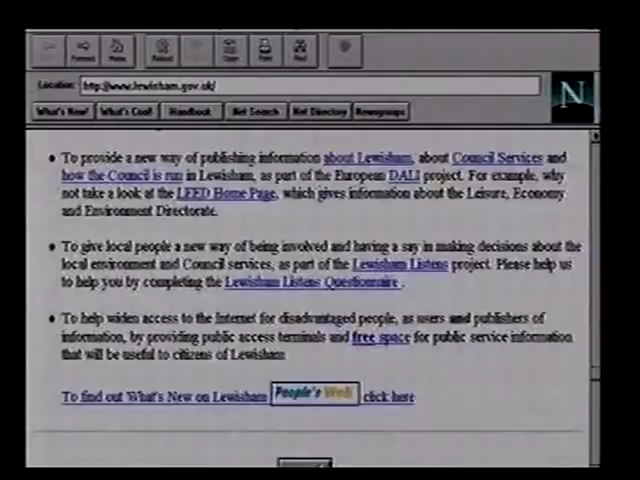 Forward
Home
Reload
Open
Print
Find
Location: http://www.lewisham.gov.uk/
N
What's New!
What's Cool!
Handbook
Net Search
Net Directory
Newsgroups
• To provide a new way of publishing information about Lewisham, about Council Services and
how the Council is run in Lewisham, as part of the European DALI project. For example, why
not take a look at the LEED Home Page, which gives information about the Leisure, Economy
and Environment Directorate.
• To give local people a new way of being involved and having a say in making decisions about the
local environment and Council services, as part of the Lewisham Listens project. Please help us
to help you by completing the Lewisham Listens Questionnaire .
• To help widen access to the Internet for disadvantaged people, as users and publishers of
information, by providing public access terminals and free space for public service information
that will be useful to citizens of Lewisham
To find out What's New on Lewisham People's Web click here